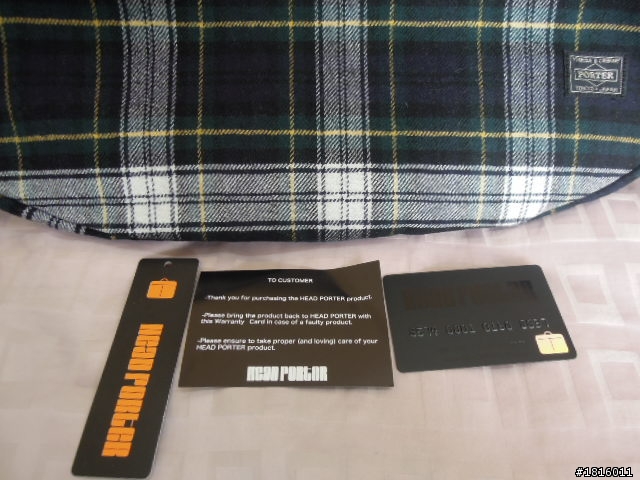 PORTER
TOKYO JAPAN
HEAD PORTER
TO CUSTOMER
-Thank you for purchasing the HEAD PORTER product.
-Please bring the product back to HEAD PORTER with
this Warranty Card in case of a faulty product.
-Please ensure to take proper (and loving) care of your
HEAD PORTER product.
HEAD PORTER
HEAD PORTER
#1816011